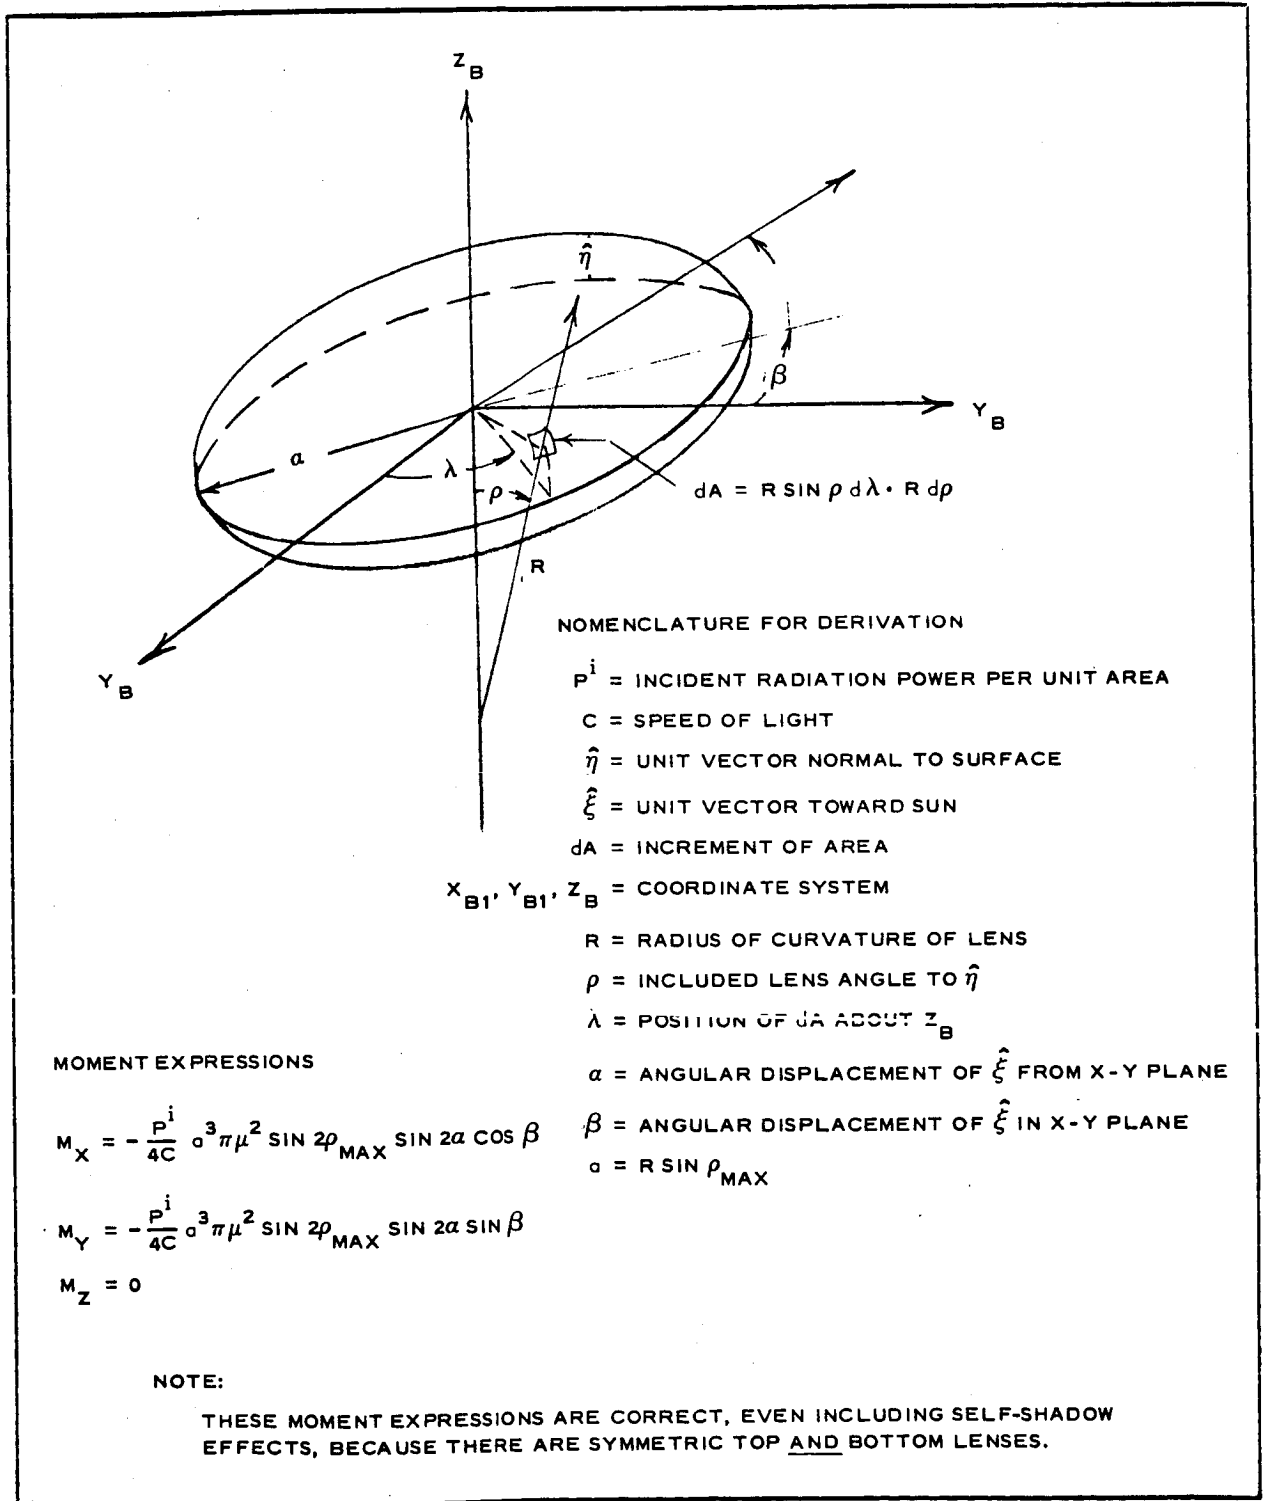 Z_B
η̂
β
Y_B
α
λ
ρ
dA = R SIN ρ dλ • R dρ
R
Y_B
NOMENCLATURE FOR DERIVATION
P^i = INCIDENT RADIATION POWER PER UNIT AREA
C = SPEED OF LIGHT
η̂ = UNIT VECTOR NORMAL TO SURFACE
ξ̂ = UNIT VECTOR TOWARD SUN
dA = INCREMENT OF AREA
X_B1, Y_B1, Z_B = COORDINATE SYSTEM
R = RADIUS OF CURVATURE OF LENS
ρ = INCLUDED LENS ANGLE TO η̂
λ = POSITION OF dA ABOUT Z_B
α = ANGULAR DISPLACEMENT OF ξ̂ FROM X-Y PLANE
β = ANGULAR DISPLACEMENT OF ξ̂ IN X-Y PLANE
a = R SIN ρ_MAX
MOMENT EXPRESSIONS
M_X = - P^i/4C a^3 πμ^2 SIN 2ρ_MAX SIN 2α COS β
M_Y = - P^i/4C a^3 πμ^2 SIN 2ρ_MAX SIN 2α SIN β
M_Z = 0
NOTE:
THESE MOMENT EXPRESSIONS ARE CORRECT, EVEN INCLUDING SELF-SHADOW
EFFECTS, BECAUSE THERE ARE SYMMETRIC TOP AND BOTTOM LENSES.